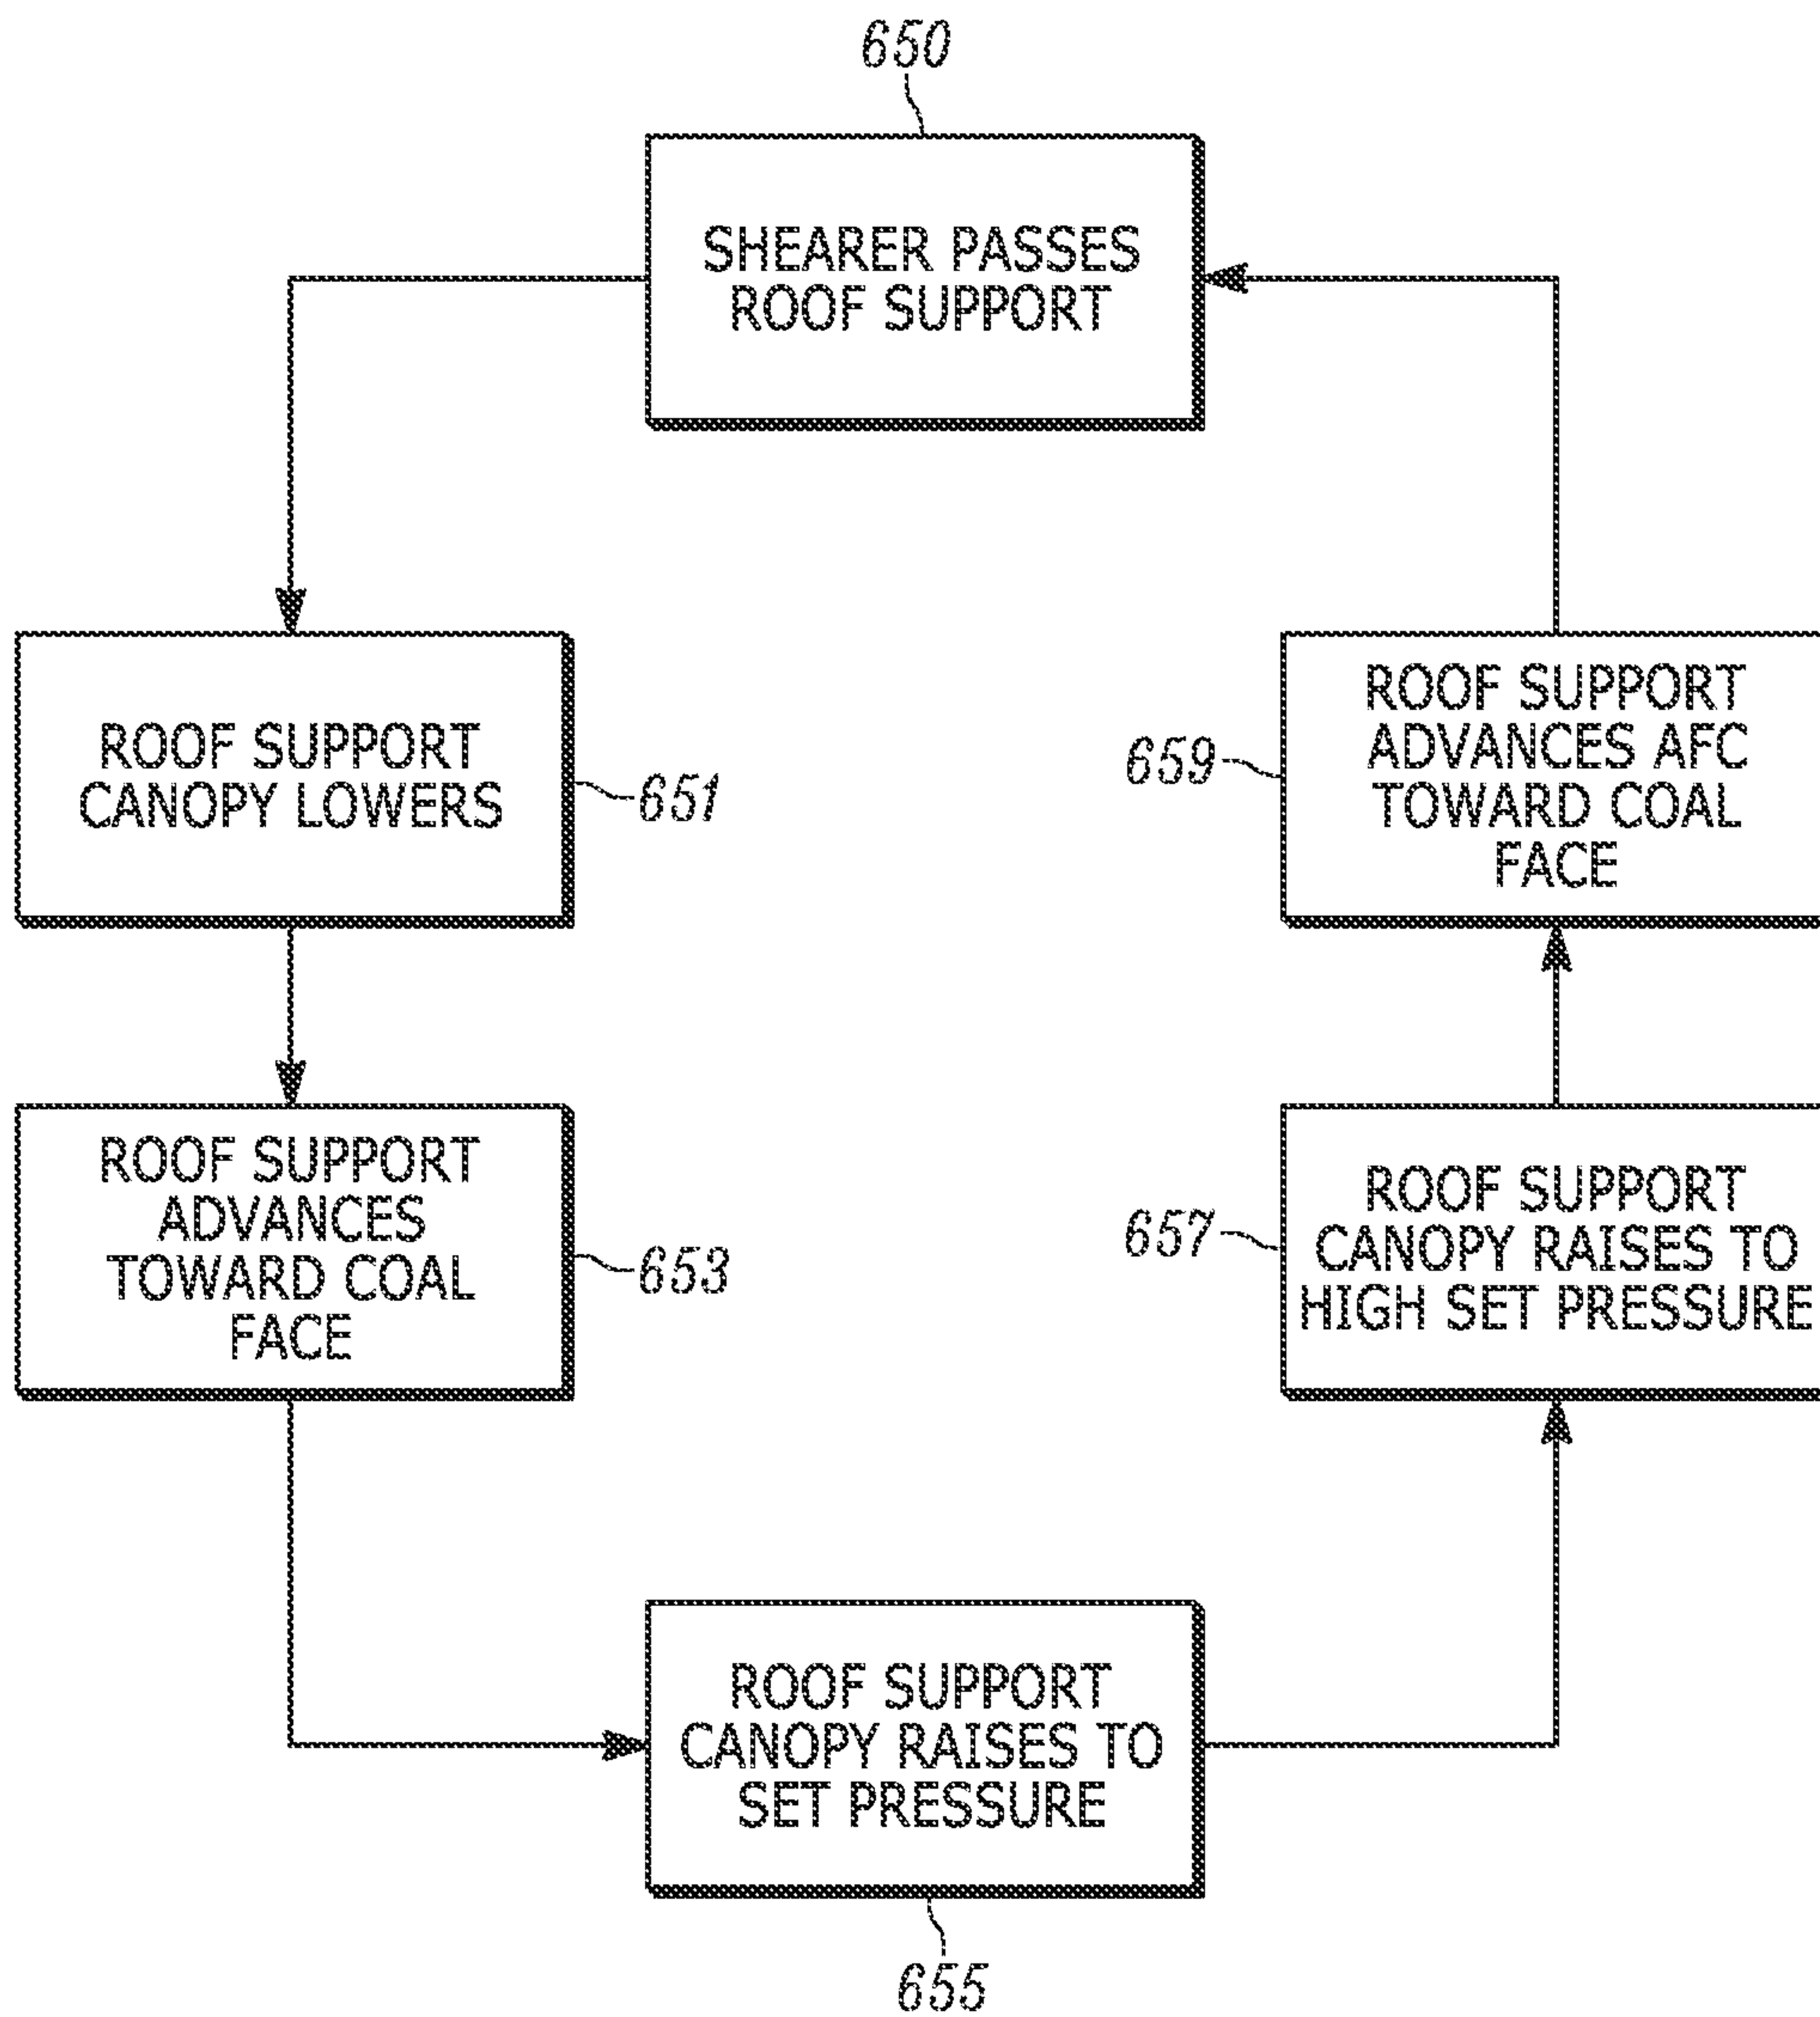 650
SHEARER PASSES
ROOF SUPPORT
ROOF SUPPORT
CANOPY LOWERS
651
ROOF SUPPORT
ADVANCES
TOWARD COAL
FACE
653
ROOF SUPPORT
CANOPY RAISES TO
SET PRESSURE
655
ROOF SUPPORT
CANOPY RAISES TO
HIGH SET PRESSURE
657
ROOF SUPPORT
ADVANCES AFC
TOWARD COAL
FACE
659